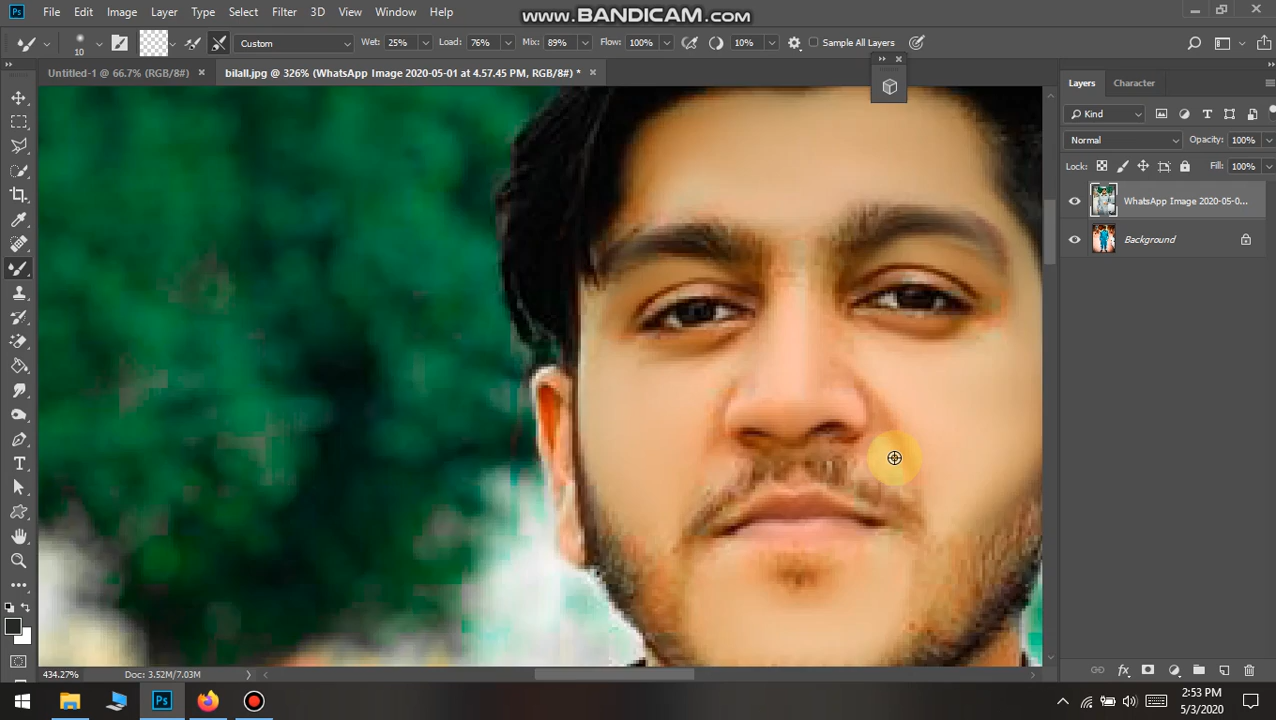 Ps File Edit Image Layer Type Select Filter 3D View Window Help
www.BANDICAM.com
10 Custom Wet: 25% Load: 76% Mix: 89% Flow: 100% 10% Sample All Layers
Untitled-1 @ 66.7% (RGB/8#) × bilall.jpg @ 326% (WhatsApp Image 2020-05-01 at 4.57.45 PM, RGB/8#) * ×
Layers Character
Kind
Normal Opacity: 100%
Lock: Fill: 100%
WhatsApp Image 2020-05-0...
Background
434.27% Doc: 3.52M/7.03M
Ps
2:53 PM
5/3/2020